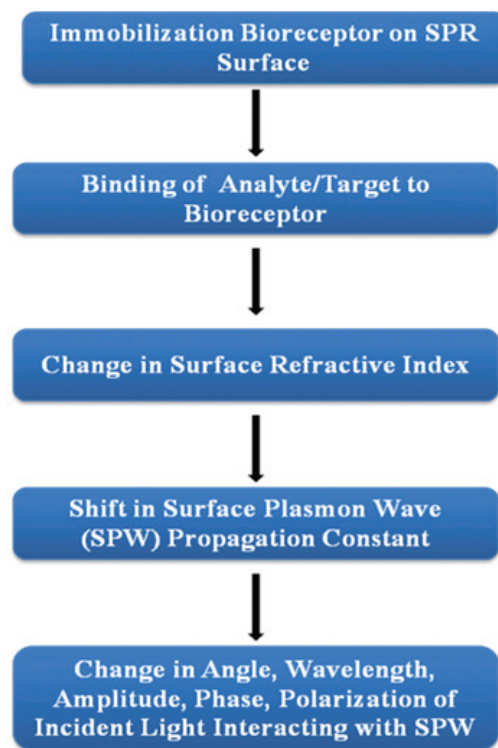 Immobilization Bioreceptor on SPR
Surface
Binding of Analyte/Target to
Bioreceptor
Change in Surface Refractive Index
Shift in Surface Plasmon Wave
(SPW) Propagation Constant
Change in Angle, Wavelength,
Amplitude, Phase, Polarization of
Incident Light Interacting with SPW